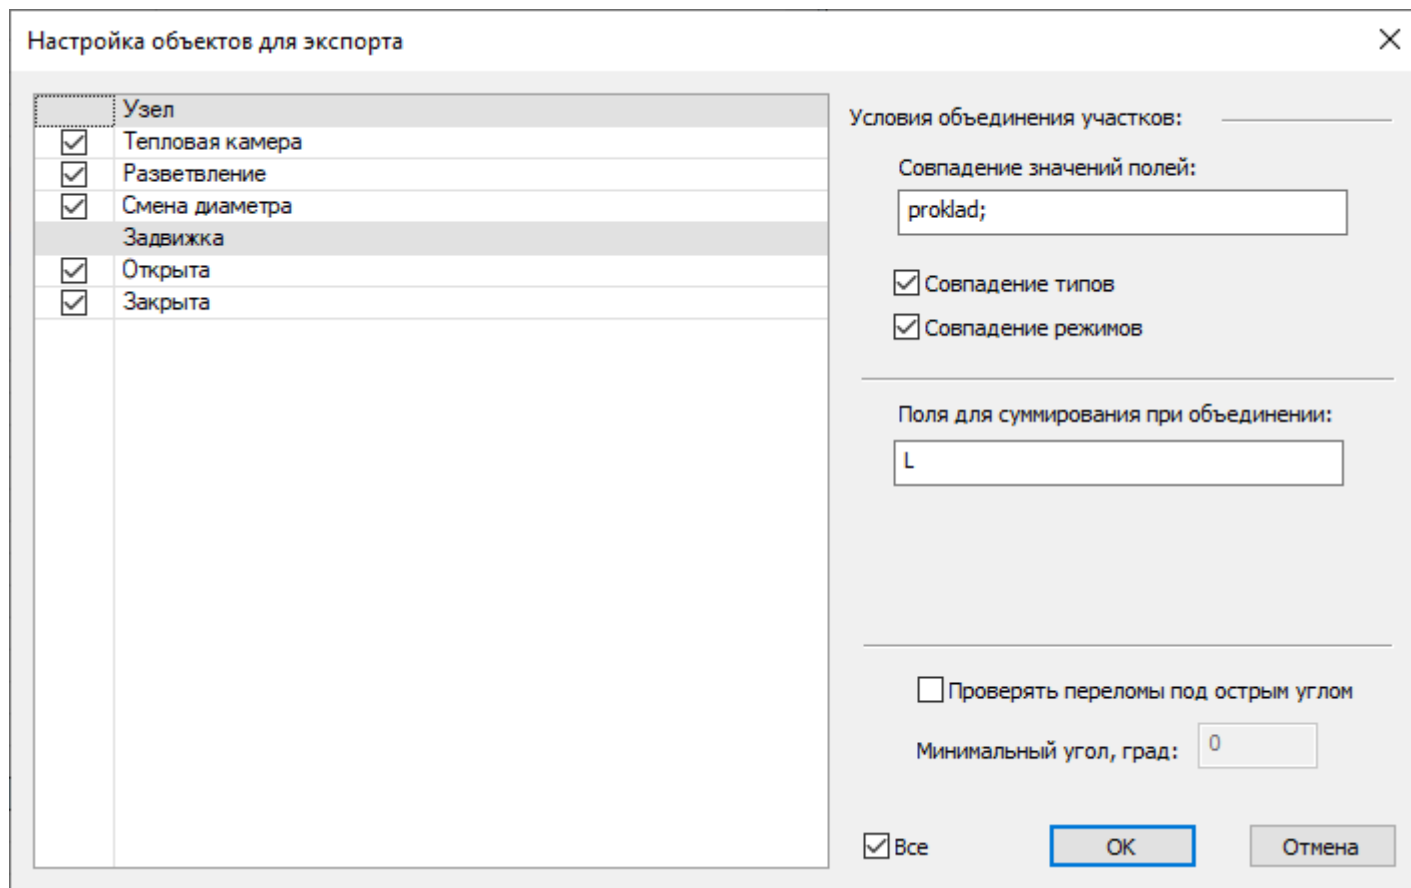 Настройка объектов для экспорта
Узел
Тепловая камера
Разветвление
Смена диаметра
Задвижка
Открыта
Закрыта
Условия объединения участков:
Совпадение значений полей:
proklad;
Совпадение типов
Совпадение режимов
Поля для суммирования при объединении:
L
Проверять переломы под острым углом
Минимальный угол, град: 0
Все
ОК
Отмена